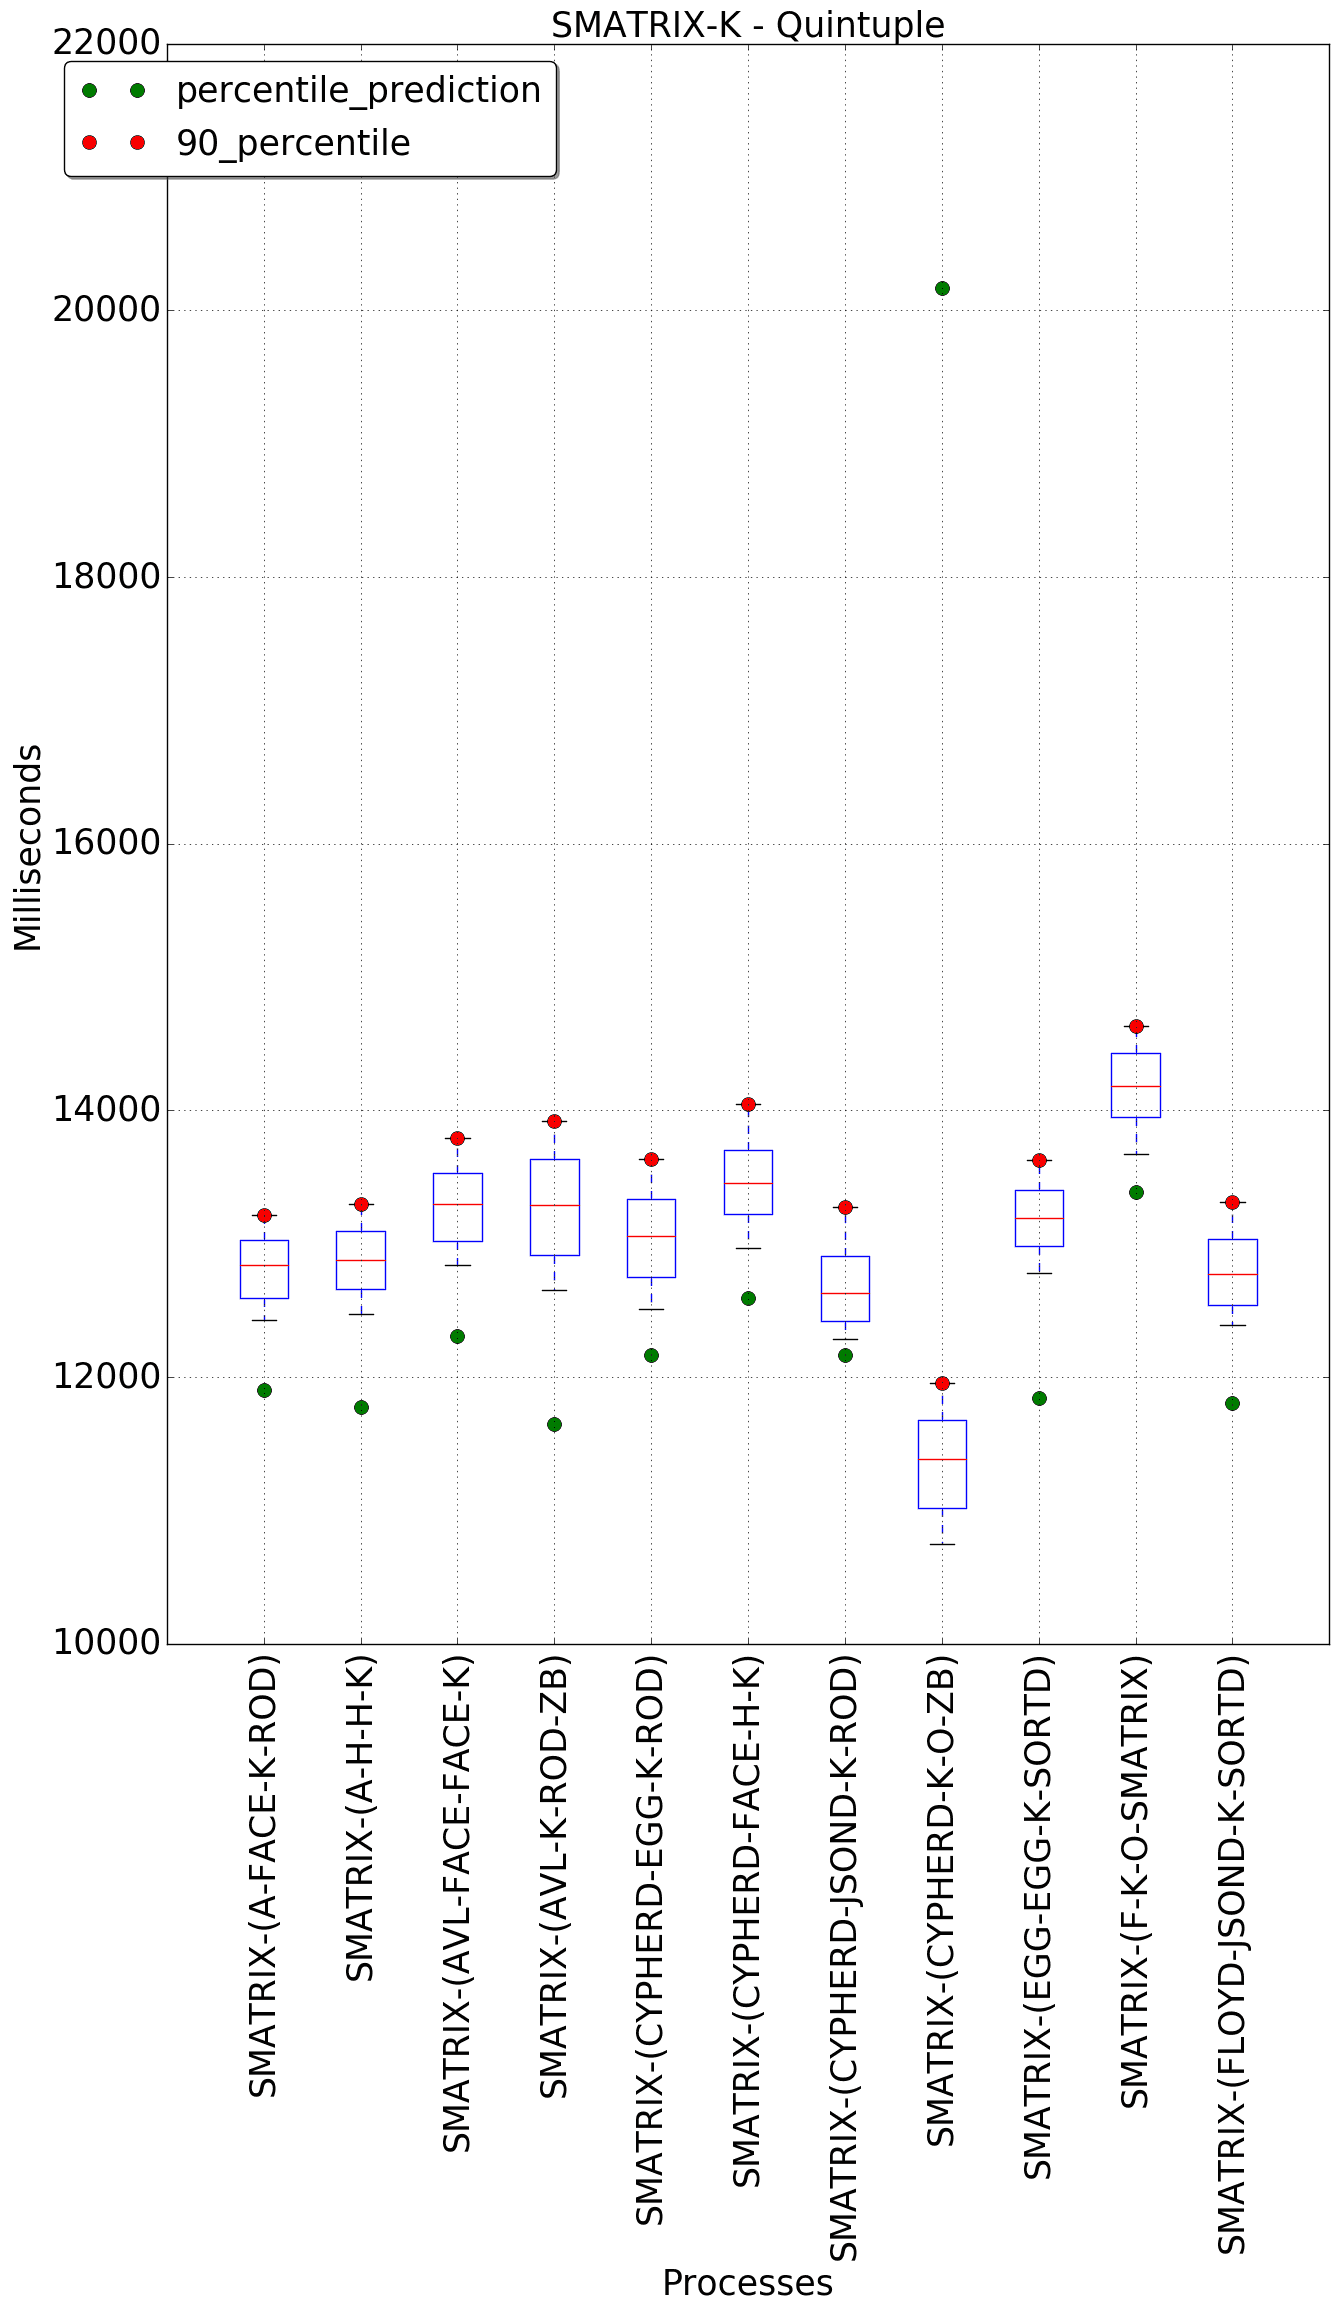 SMATRIX-K - Quintuple
percentile_prediction
90_percentile
22000
20000
18000
16000
14000
12000
10000
Milliseconds
SMATRIX-(A-FACE-K-ROD)
SMATRIX-(A-H-H-K)
SMATRIX-(AVL-FACE-FACE-K)
SMATRIX-(AVL-K-ROD-ZB)
SMATRIX-(CYPHERD-EGG-K-ROD)
SMATRIX-(CYPHERD-FACE-H-K)
SMATRIX-(CYPHERD-JSOND-K-ROD)
SMATRIX-(CYPHERD-K-O-ZB)
SMATRIX-(EGG-EGG-K-SORTD)
SMATRIX-(F-K-O-SMATRIX)
SMATRIX-(FLOYD-JSOND-K-SORTD)
Processes